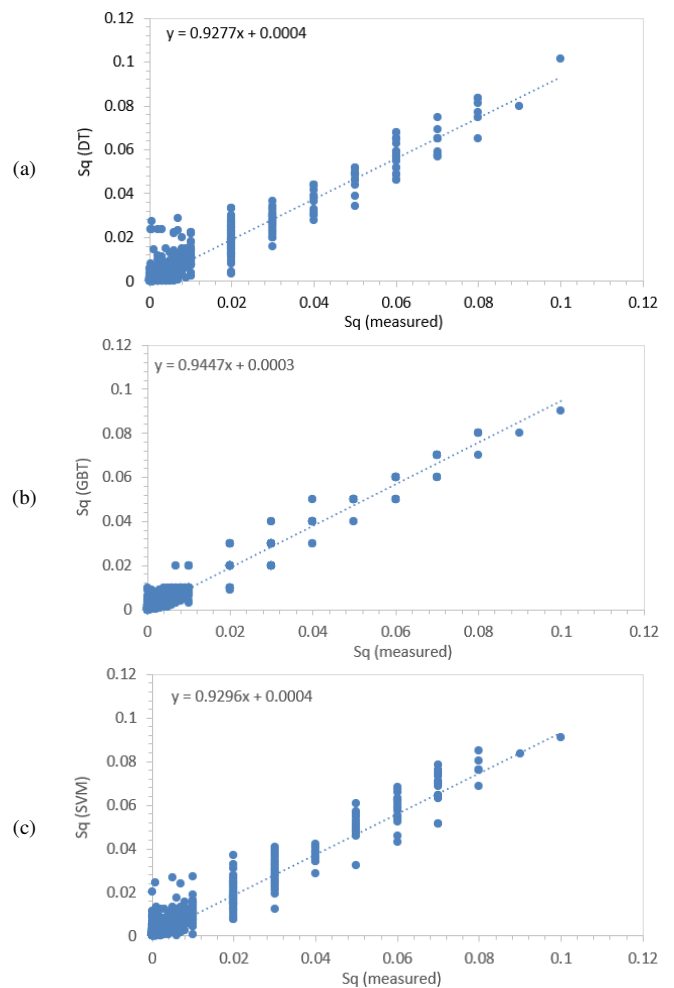 (a)
Sq (DT)
y = 0.9277x + 0.0004
0.12
0.1
0.08
0.06
0.04
0.02
0
0 0.02 0.04 0.06 0.08 0.1 0.12
Sq (measured)
(b)
Sq (GBT)
y = 0.9447x + 0.0003
0.12
0.1
0.08
0.06
0.04
0.02
0
0 0.02 0.04 0.06 0.08 0.1 0.12
Sq (measured)
(c)
Sq (SVM)
y = 0.9296x + 0.0004
0.12
0.1
0.08
0.06
0.04
0.02
0
0 0.02 0.04 0.06 0.08 0.1 0.12
Sq (measured)